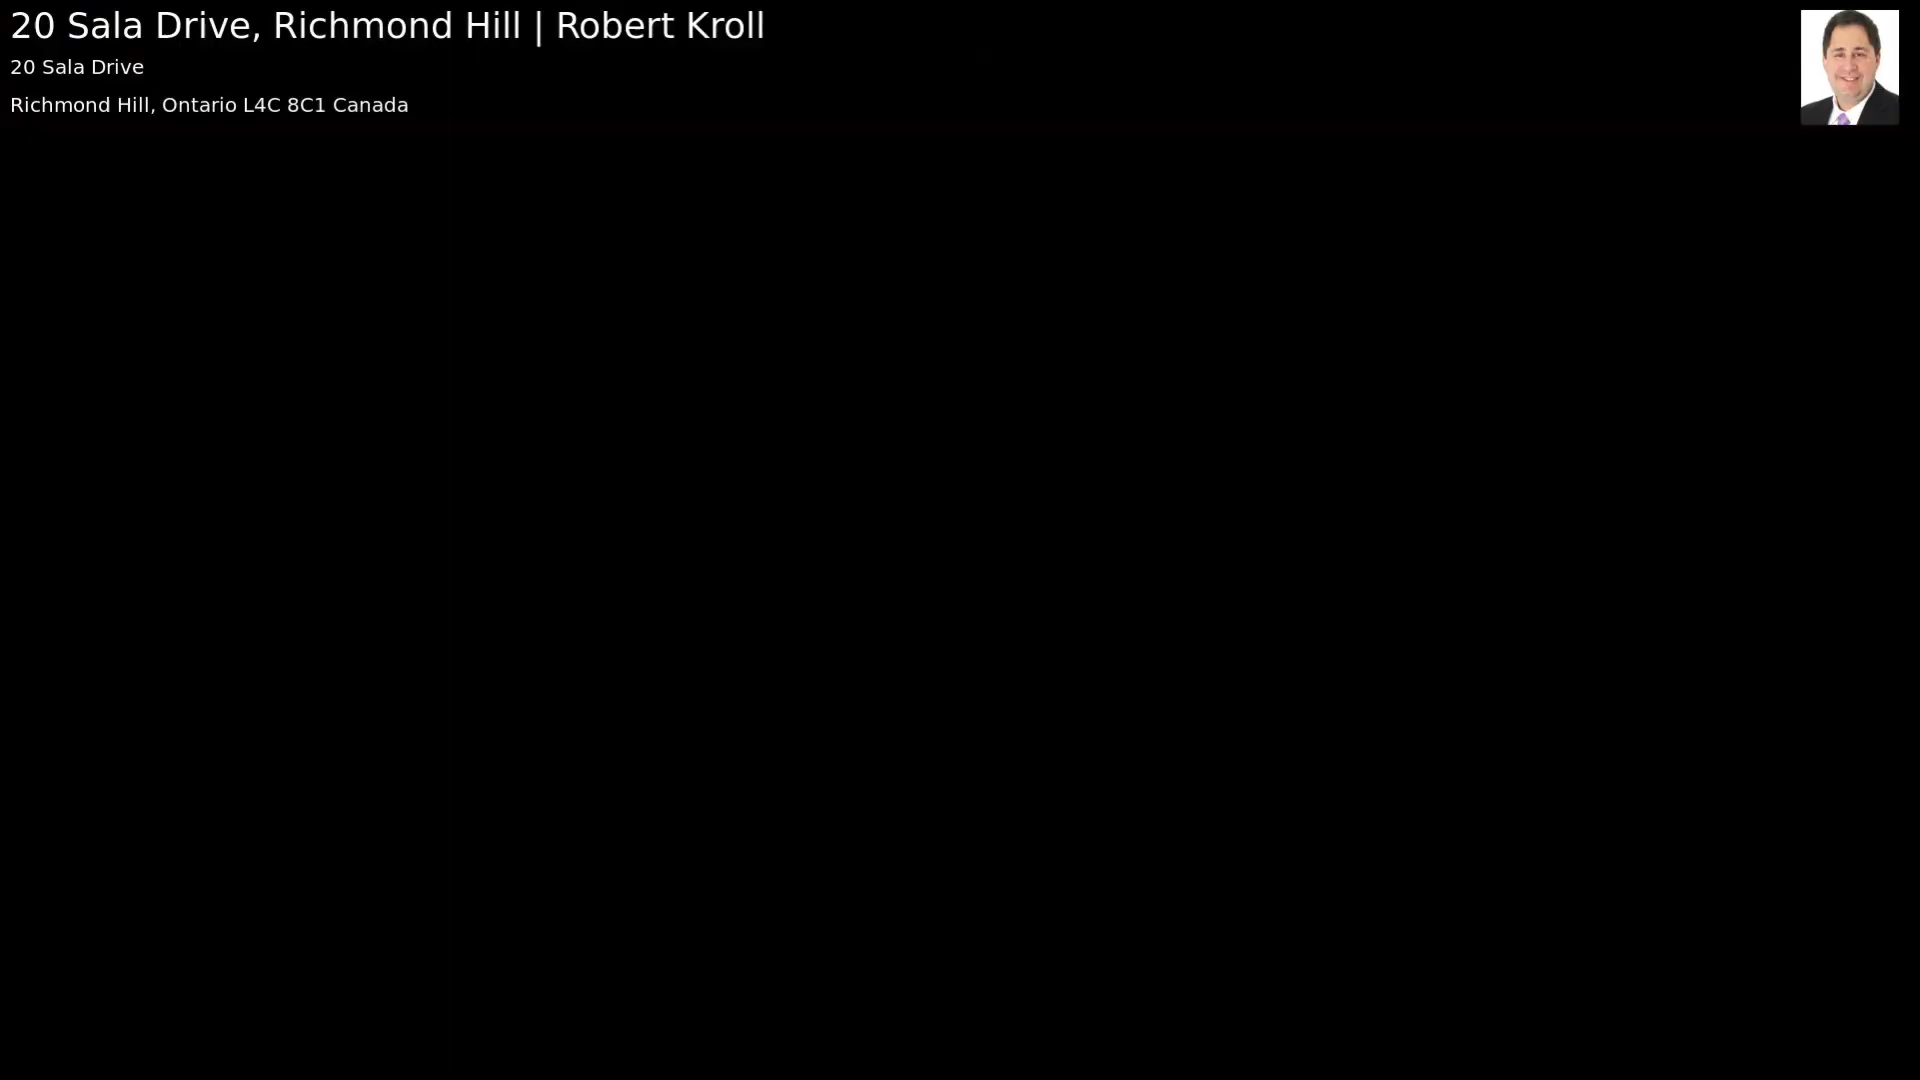 20 Sala Drive, Richmond Hill | Robert Kroll
20 Sala Drive
Richmond Hill, Ontario L4C 8C1 Canada